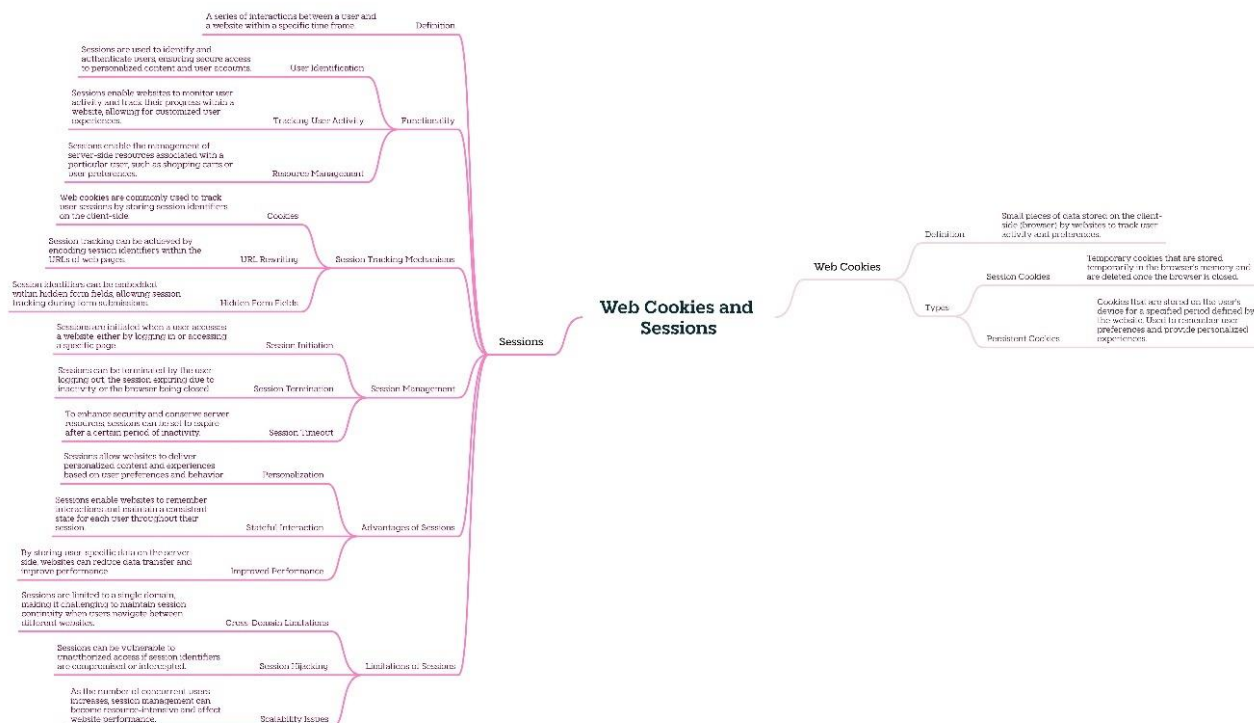 Web Cookies and
Sessions
Sessions
Definition
A series of interactions between a user and
a website within a specific time frame.
Functionality
User Identification
Sessions are used to identify and
authenticate users, ensuring secure access
to personalized content and user accounts.
Tracking User Activity
Sessions enable websites to monitor user
activity and track their progress within a
website, allowing for customized user
experiences.
Resource Management
Sessions enable the management of
server-side resources associated with a
particular user, such as shopping carts or
user preferences.
Session Tracking Mechanisms
Cookies
Web cookies are commonly used to track
user sessions by storing session identifiers
on the client-side.
URL Rewriting
Session tracking can be achieved by
encoding session identifiers within the
URLs of web pages.
Hidden Form Fields
Session identifiers can be embedded
within hidden form fields, allowing session
tracking during form submissions.
Session Management
Session Initiation
Sessions are initiated when a user accesses
a website, either by logging in or accessing
a specific page.
Session Termination
Sessions can be terminated by the user
logging out, the session expiring due to
inactivity, or the browser being closed.
Session Timeout
To enhance security and conserve server
resources, sessions can be set to expire
after a certain period of inactivity.
Advantages of Sessions
Personalization
Sessions allow websites to deliver
personalized content and experiences
based on user preferences and behavior.
Stateful Interaction
Sessions enable websites to remember
interactions and maintain a consistent
state for each user throughout their
session.
Improved Performance
By storing user-specific data on the server-
side, websites can reduce data transfer and
improve performance.
Limitations of Sessions
Cross-Domain Limitations
Sessions are limited to a single domain,
making it challenging to maintain session
continuity when users navigate between
different websites.
Session Hijacking
Sessions can be vulnerable to
unauthorized access if session identifiers
are compromised or intercepted.
Scalability Issues
As the number of concurrent users
increases, session management can
become resource-intensive and affect
website performance.
Web Cookies
Definition
Small pieces of data stored on the client-
side (browser) by websites to track user
activity and preferences.
Types
Session Cookies
Temporary cookies that are stored
temporarily in the browser's memory and
are deleted once the browser is closed.
Persistent Cookies
Cookies that are stored on the user's
device for a specified period defined by
the website. Used to remember user
preferences and provide personalized
experiences.